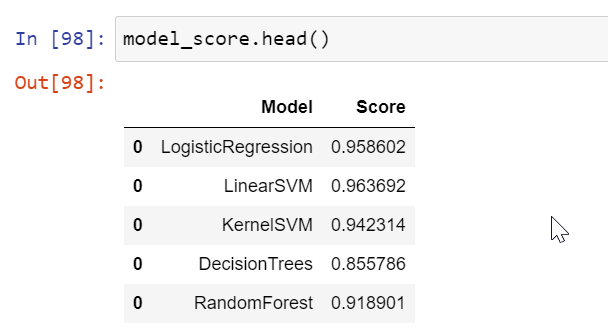 In [98]: model_score.head()
Out[98]:
Model Score
0 LogisticRegression 0.958602
0 LinearSVM 0.963692
0 KernelSVM 0.942314
0 DecisionTrees 0.855786
0 RandomForest 0.918901